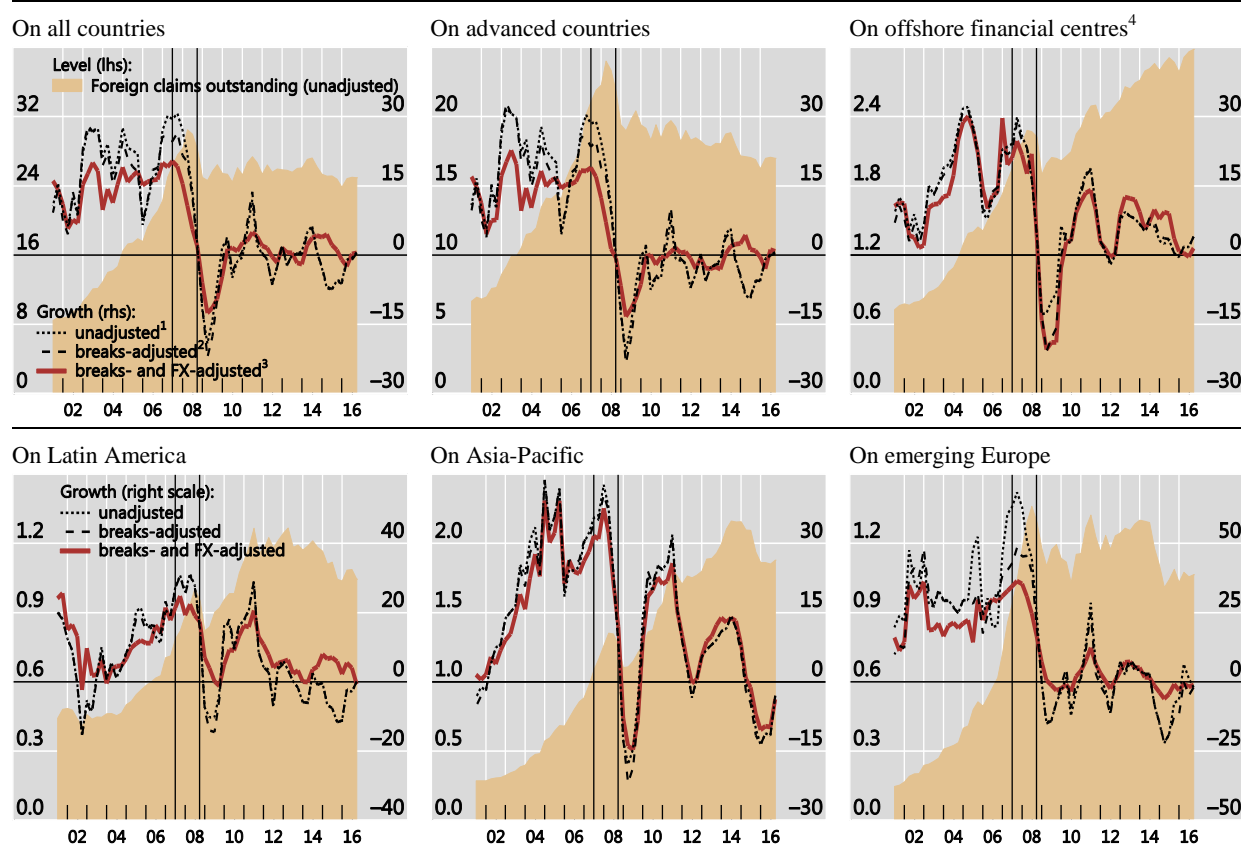 On all countries
On advanced countries
On offshore financial centres4
Level (lhs):
Foreign claims outstanding (unadjusted)
32 30
24 15
16 0
8 –15
0 –30
Growth (rhs):
unadjusted1
breaks-adjusted2
breaks- and FX-adjusted3
02 04 06 08 10 12 14 16
20 30
15 15
10 0
5 –15
0 –30
02 04 06 08 10 12 14 16
2.4 30
1.8 15
1.2 0
0.6 –15
0.0 –30
02 04 06 08 10 12 14 16
On Latin America
On Asia-Pacific
On emerging Europe
Growth (right scale):
unadjusted
breaks-adjusted
breaks- and FX-adjusted
1.2 40
0.9 20
0.6 0
0.3 –20
0.0 –40
02 04 06 08 10 12 14 16
2.0 30
1.5 15
1.0 0
0.5 –15
0.0 –30
02 04 06 08 10 12 14 16
1.2 50
0.9 25
0.6 0
0.3 –25
0.0 –50
02 04 06 08 10 12 14 16